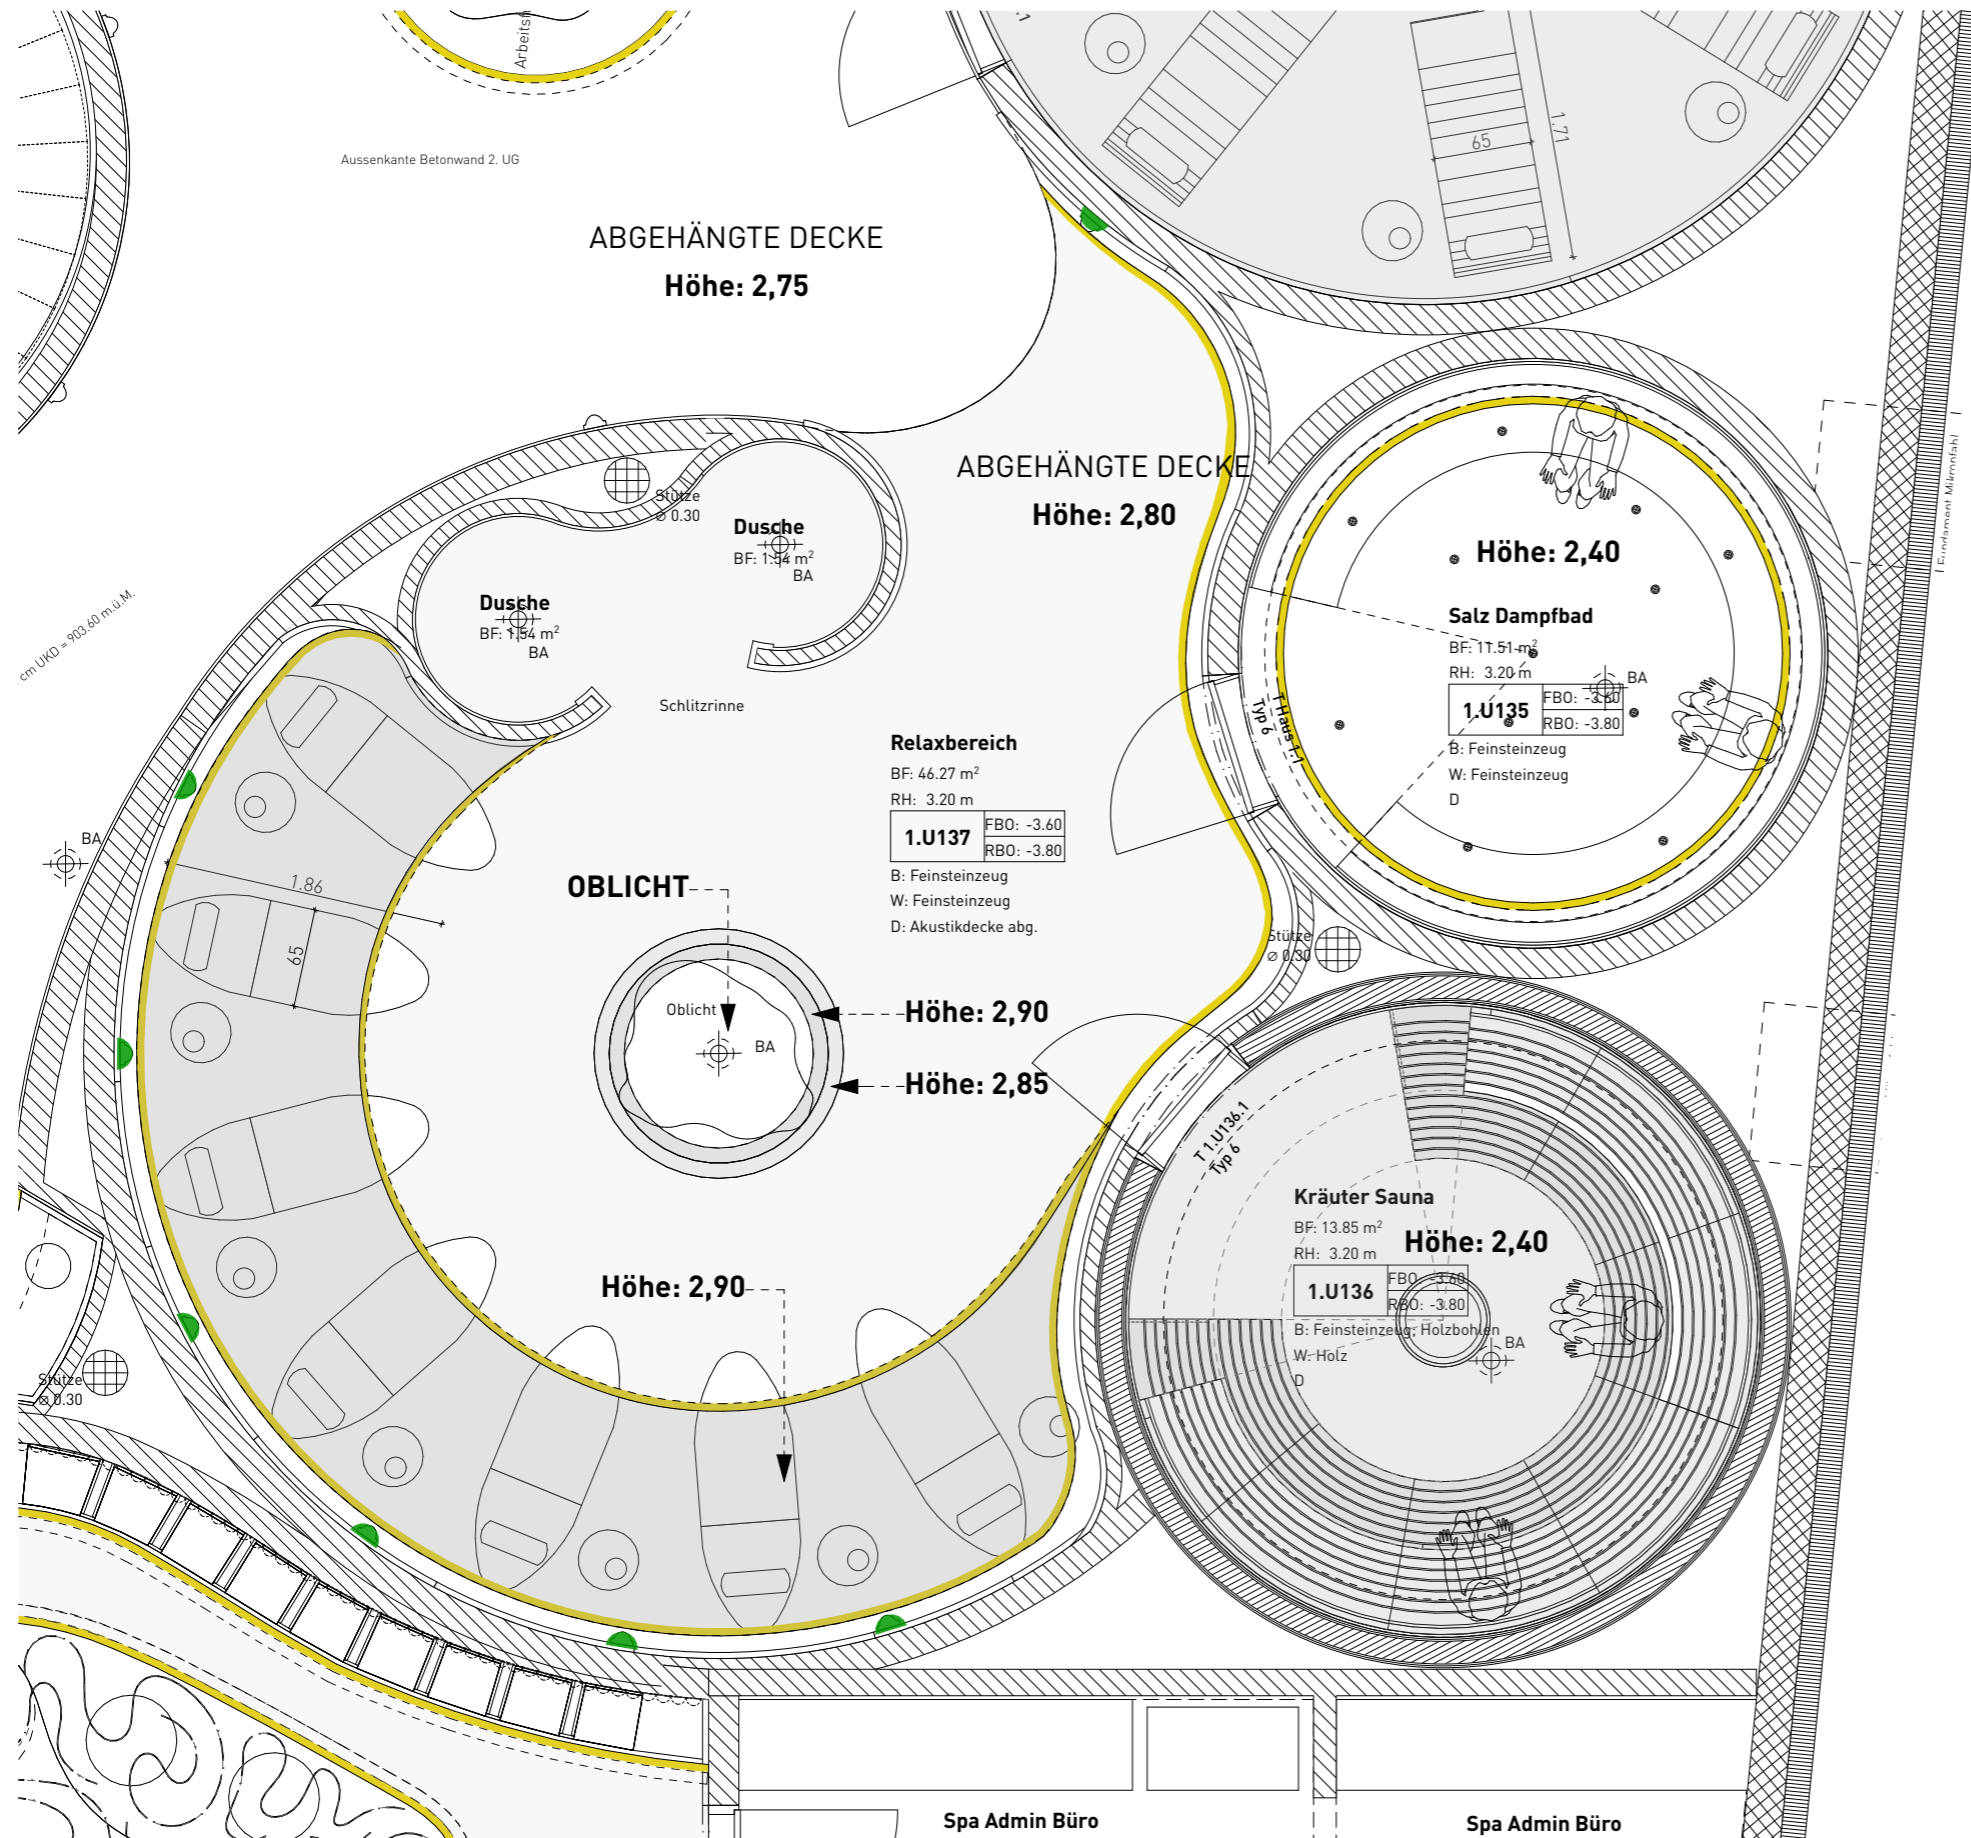 Aussenkante Betonwand 2. UG
ABGEHÄNGTE DECKE
Höhe: 2,75
65
1.71
ABGEHÄNGTE DECKE
Höhe: 2,80
Stütze
⌀ 0.30
Dusche
BF: 1.54 m²
BA
Dusche
BF: 1.54 m²
BA
Schlitzrinne
cm UKD = 903.60 m.ü.M.
BA
Höhe: 2,40
Salz Dampfbad
BF: 11.51 m²
RH: 3.20 m
1.U135
FBO: -3.60
RBO: -3.80
B: Feinsteinzeug
W: Feinsteinzeug
D
BA
T Haus 1.1
Typ 6
Relaxbereich
BF: 46.27 m²
RH: 3.20 m
1.U137
FBO: -3.60
RBO: -3.80
B: Feinsteinzeug
W: Feinsteinzeug
D: Akustikdecke abg.
1.86
65
OBLICHT
Oblicht
BA
Höhe: 2,90
Höhe: 2,85
Höhe: 2,90
Stütze
⌀ 0.30
T 1.U136.1
Typ 6
Kräuter Sauna
BF: 13.85 m²
RH: 3.20 m
Höhe: 2,40
1.U136
FBO: -3.60
RBO: -3.80
B: Feinsteinzeug; Holzbohlen
W: Holz
D
BA
Stütze
⌀ 0.30
Spa Admin Büro
Spa Admin Büro